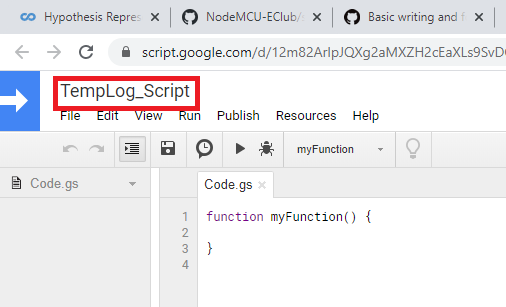 Hypothesis Repres
NodeMCU-EClub/s
Basic writing and f
script.google.com/d/12m82ArIpJQXg2aMXZH2cEaXLs9SvD
TempLog_Script
File Edit View Run Publish Resources Help
myFunction
Code.gs
Code.gs
1 function myFunction() {
2
3 }
4